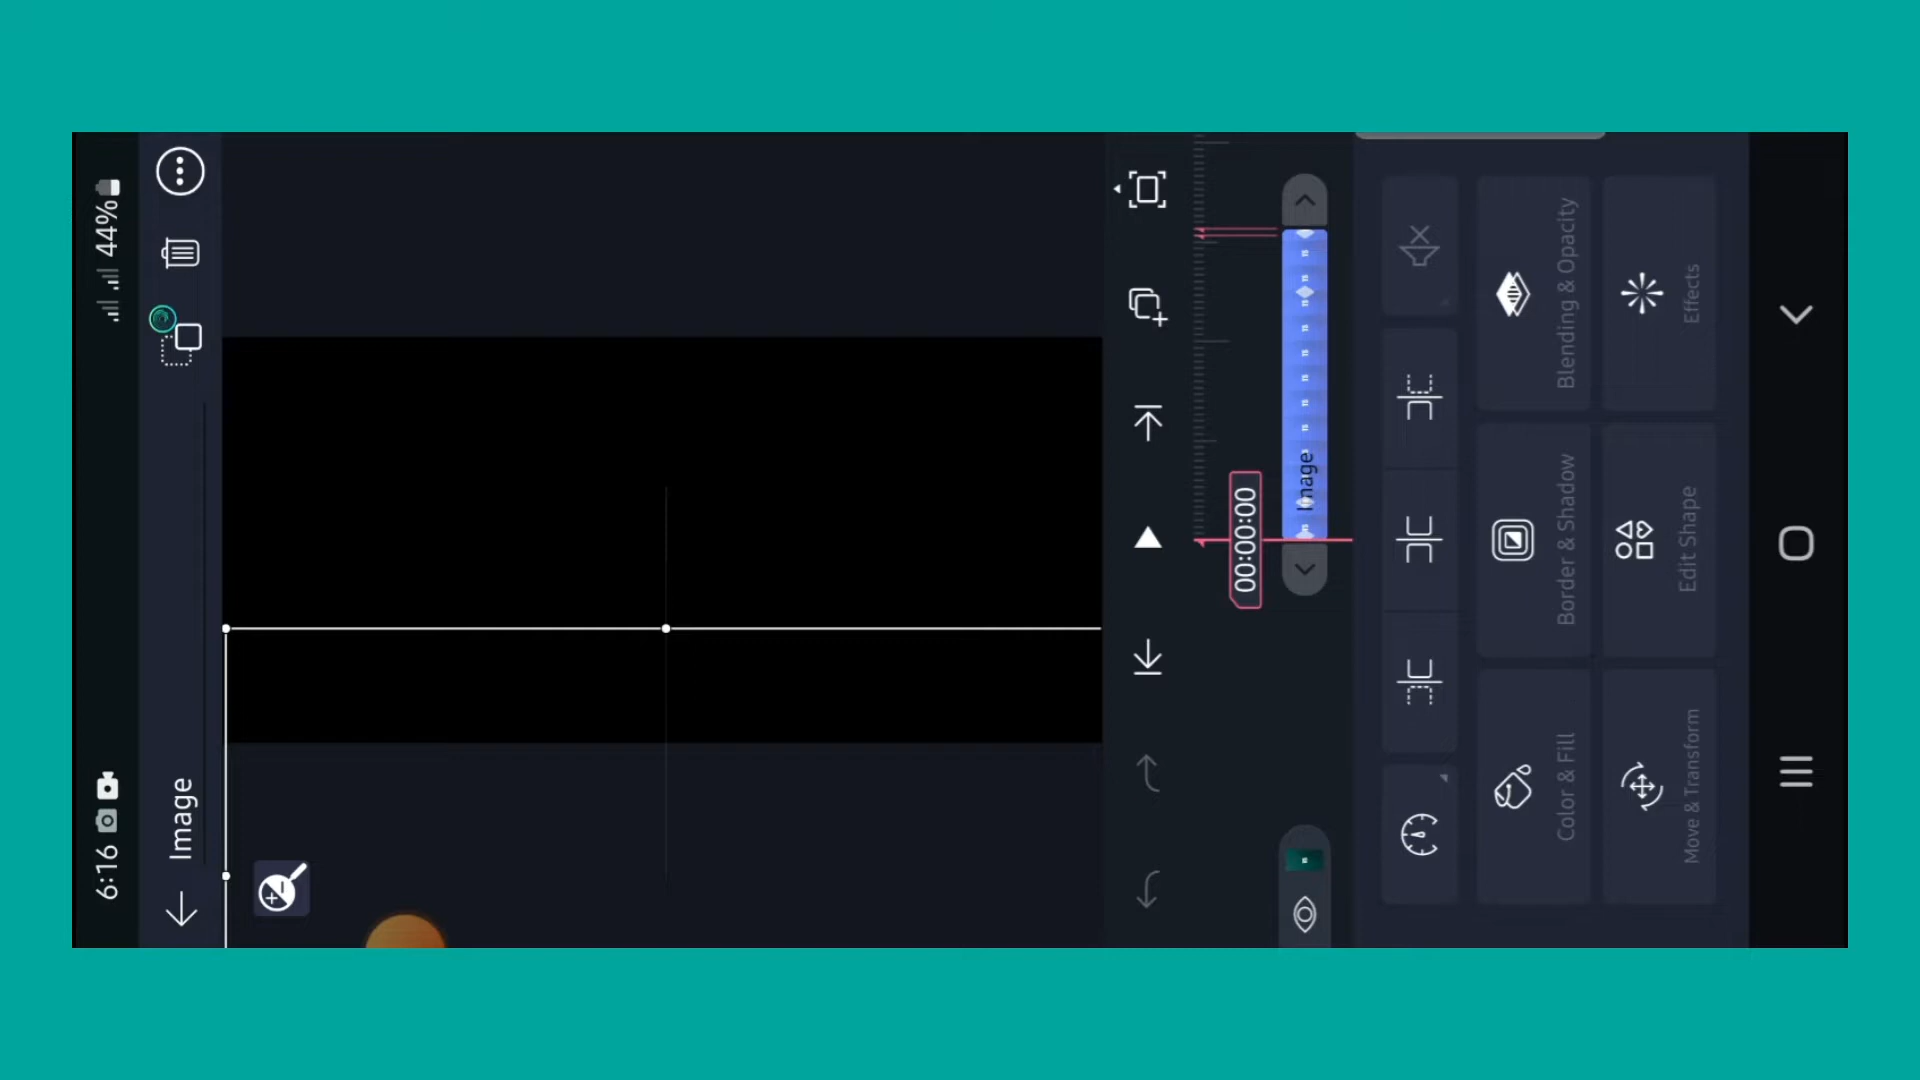 6:16
44%
Image
00:00:00
Image
Color & Fill
Border & Shadow
Blending & Opacity
Move & Transform
Edit Shape
Effects